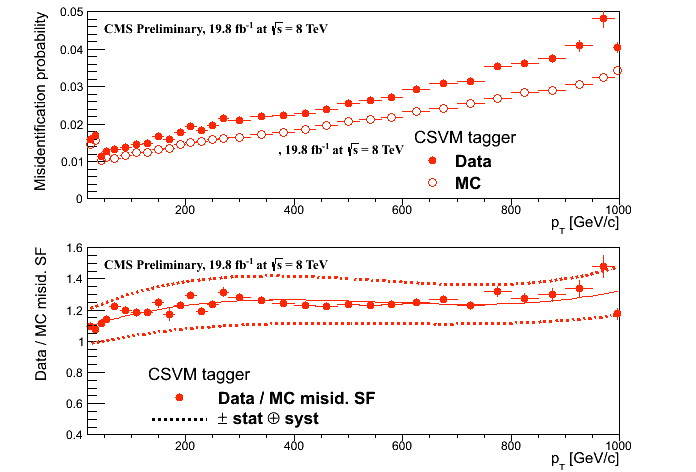 0.05
CMS Preliminary, 19.8 fb⁻¹ at √s = 8 TeV
0.04
0.03
0.02
, 19.8 fb⁻¹ at √s = 8 TeV
CSVM tagger
Data
MC
0.01
0
Misidentification probability
200 400 600 800 1000
p_T [GeV/c]
1.6
CMS Preliminary, 19.8 fb⁻¹ at √s = 8 TeV
1.4
1.2
1
0.8
CSVM tagger
Data / MC misid. SF
± stat ⊕ syst
0.6
0.4
Data / MC misid. SF
200 400 600 800 1000
p_T [GeV/c]